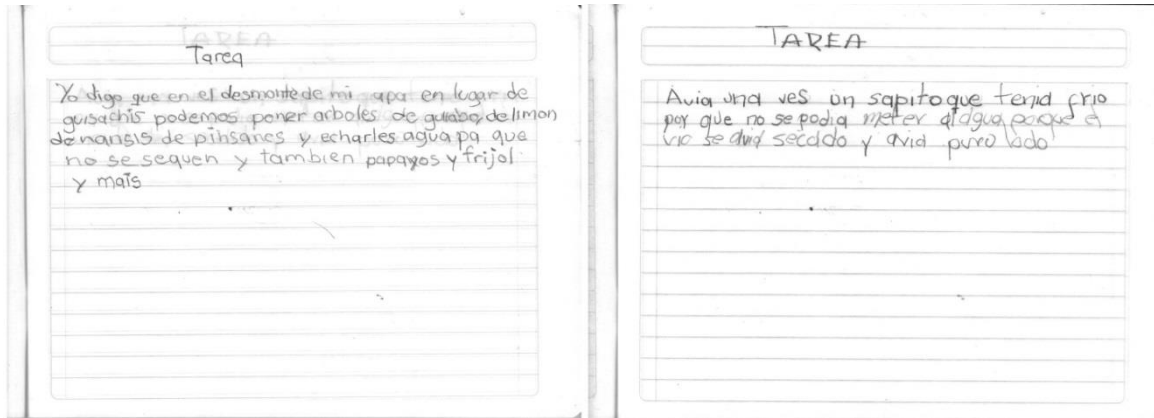 Tarea
Yo digo que en el desmonte de mi apa en lugar de
guisachis podemos poner arboles de guaba, de limon
de nansis de pinsanes y echarles agua pa que
no se sequen y tambien papayos y frijol
y mais
TAREA
Avia una ves un sapito que tenia frio
por que no se podia meter al agua porque el
rio se avia secado y avia puro lodo